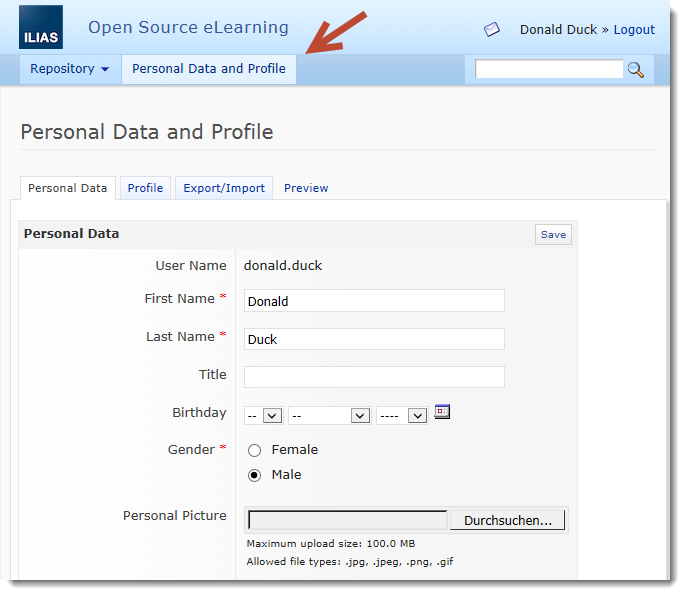 ILIAS Open Source eLearning Donald Duck » Logout
Repository Personal Data and Profile
Personal Data and Profile
Personal Data Profile Export/Import Preview
Personal Data Save
User Name donald.duck
First Name * Donald
Last Name * Duck
Title
Birthday -- -- ----
Gender * Female
Male
Personal Picture Durchsuchen...
Maximum upload size: 100.0 MB
Allowed file types: .jpg, .jpeg, .png, .gif